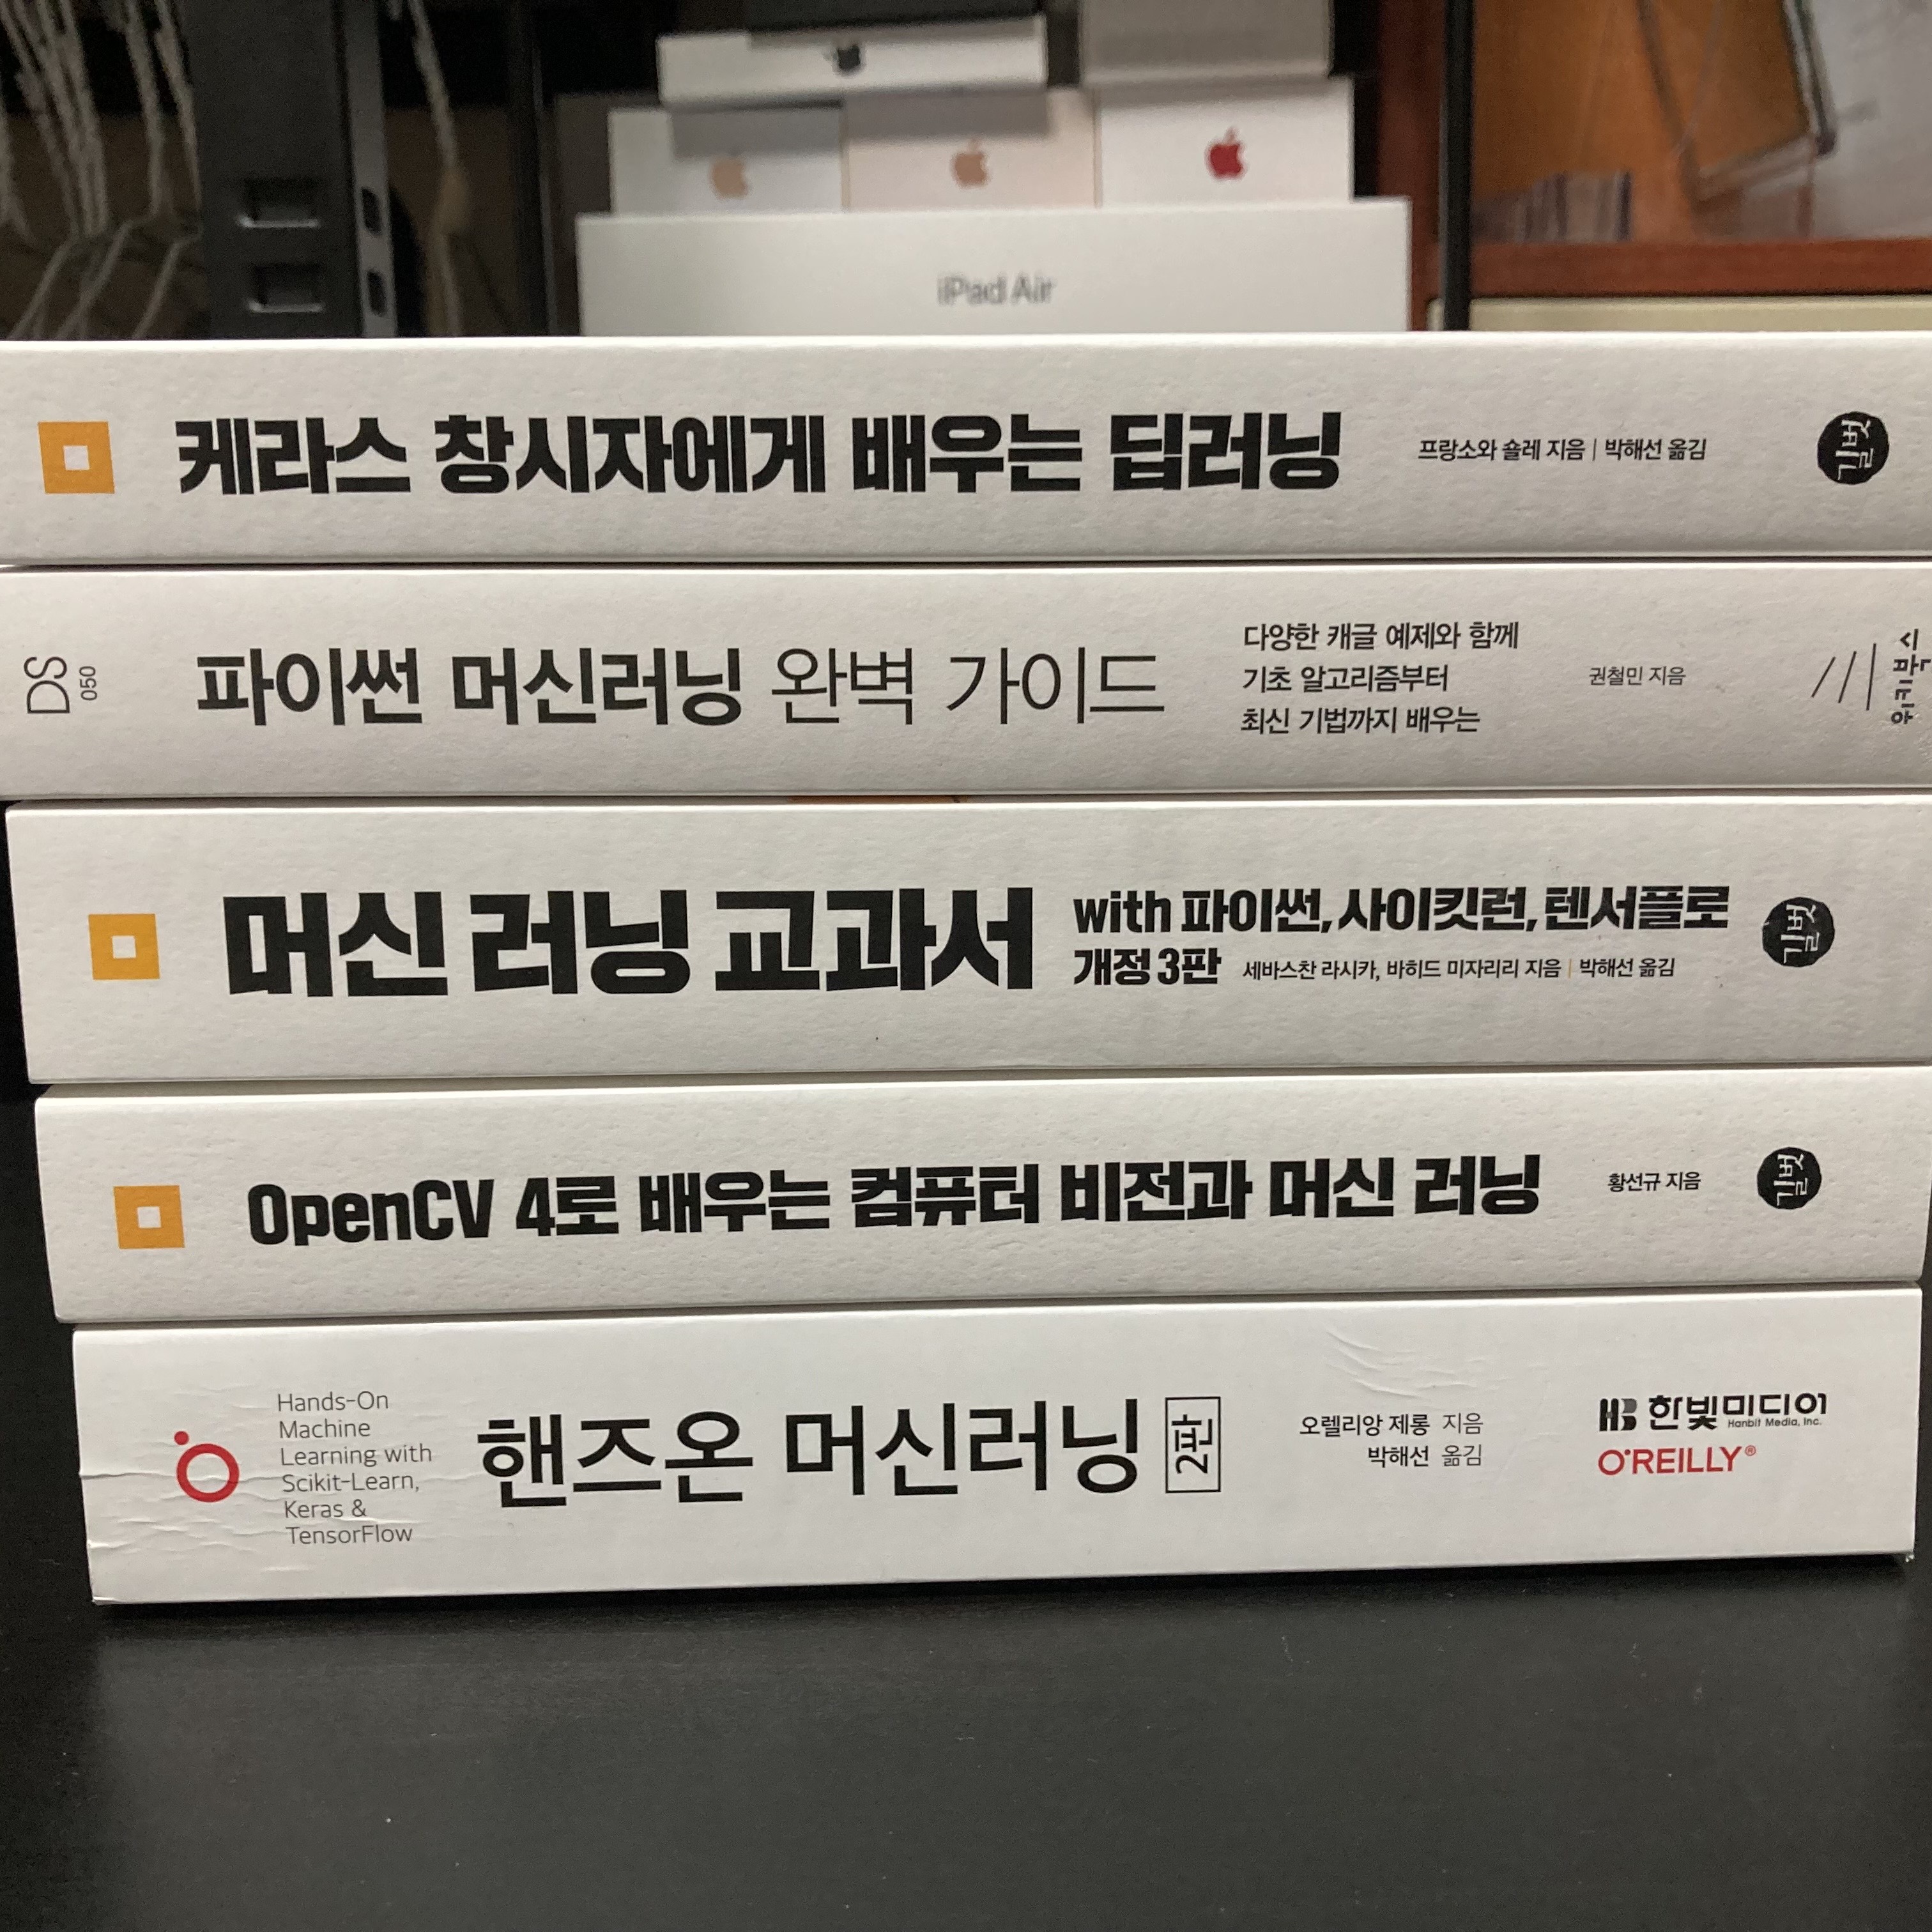 iPad Air
케라스 창시자에게 배우는 딥러닝
프랑소와 숄레 지음 | 박해선 옮김
길벗
DS
050
파이썬 머신러닝 완벽 가이드
다양한 캐글 예제와 함께
기초 알고리즘부터
최신 기법까지 배우는
권철민 지음
위키북스
머신 러닝 교과서
with 파이썬, 사이킷런, 텐서플로
개정 3판 세바스찬 라시카, 바히드 미자리리 지음 | 박해선 옮김
길벗
OpenCV 4로 배우는 컴퓨터 비전과 머신 러닝
황선규 지음
길벗
Hands-On
Machine
Learning with
Scikit-Learn,
Keras &
TensorFlow
핸즈온 머신러닝
2판
오렐리앙 제롱 지음
박해선 옮김
HB 한빛미디어
Hanbit Media, Inc.
O'REILLY®